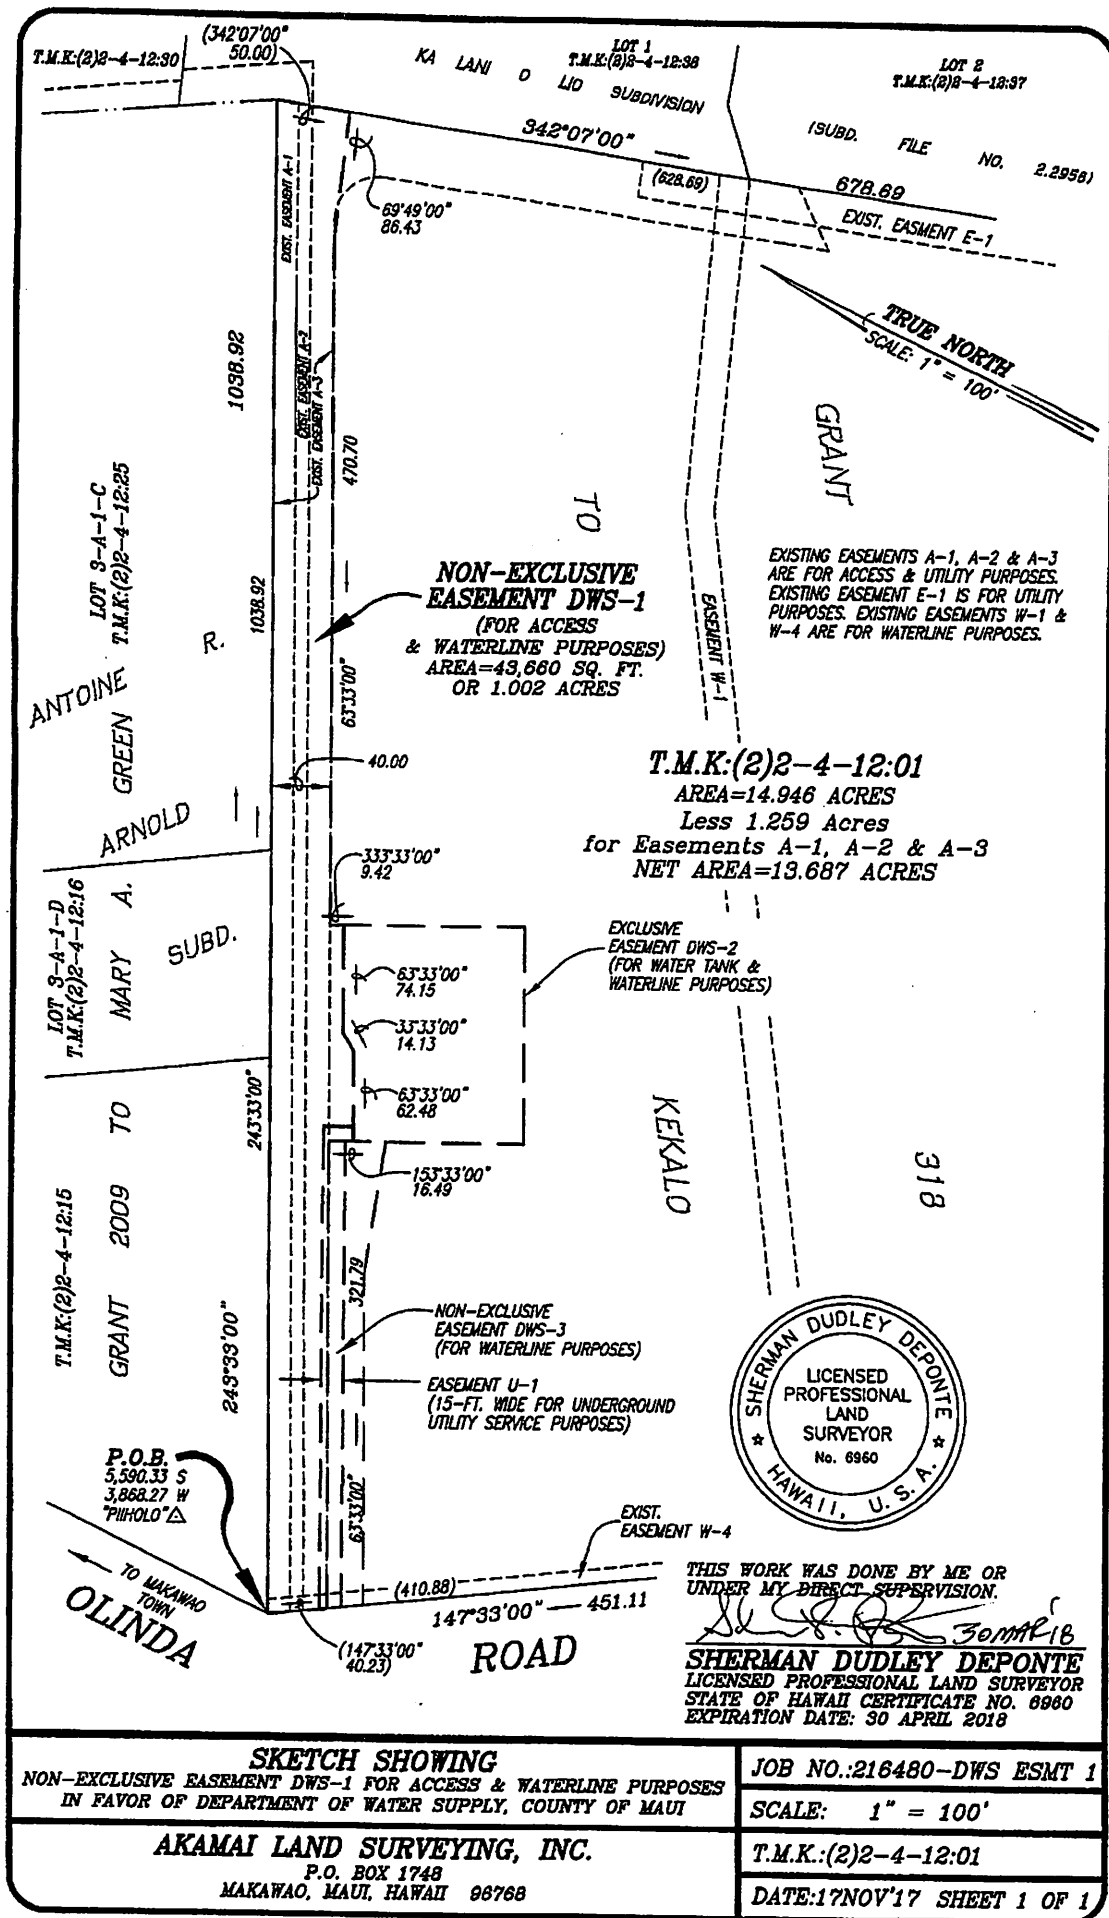 T.M.K:(2)2-4-12:30
(342°07'00"
50.00)
KA LANI O LIO SUBDIVISION
LOT 1
T.M.K:(2)2-4-12:38
LOT 2
T.M.K:(2)2-4-12:37
(SUBD. FILE NO. 2.2956)
342°07'00"
(628.69)
678.69
EXIST. EASMENT E-1
69°49'00"
86.43
EXIST. EASEMENT A-1
EXIST. EASEMENT A-2
EXIST. EASEMENT A-3
TRUE NORTH
SCALE: 1" = 100'
1038.92
470.70
GRANT
TO
LOT 3-A-1-C
T.M.K:(2)2-4-12:25
1038.92
NON-EXCLUSIVE
EASEMENT DWS-1
(FOR ACCESS
& WATERLINE PURPOSES)
AREA=43,660 SQ. FT.
OR 1.002 ACRES
EXISTING EASEMENTS A-1, A-2 & A-3
ARE FOR ACCESS & UTILITY PURPOSES.
EXISTING EASEMENT E-1 IS FOR UTILITY
PURPOSES. EXISTING EASEMENTS W-1 &
W-4 ARE FOR WATERLINE PURPOSES.
EASEMENT W-1
63°33'00"
ANTOINE R.
40.00
T.M.K:(2)2-4-12:01
AREA=14.946 ACRES
Less 1.259 Acres
for Easements A-1, A-2 & A-3
NET AREA=13.687 ACRES
ARNOLD
SUBD.
GRANT 2009 TO MARY A. GREEN
333°33'00"
9.42
LOT 3-A-1-D
T.M.K:(2)2-4-12:16
EXCLUSIVE
EASEMENT DWS-2
(FOR WATER TANK &
WATERLINE PURPOSES)
63°33'00"
74.15
33°33'00"
14.13
63°33'00"
62.48
243°33'00"
KEKALO
318
153°33'00"
16.49
T.M.K:(2)2-4-12:15
321.79
243°33'00"
NON-EXCLUSIVE
EASEMENT DWS-3
(FOR WATERLINE PURPOSES)
EASEMENT U-1
(15-FT. WIDE FOR UNDERGROUND
UTILITY SERVICE PURPOSES)
63°33'00"
SHERMAN DUDLEY DEPONTE
LICENSED
PROFESSIONAL
LAND
SURVEYOR
No. 6960
HAWAII, U. S. A.
P.O.B.
5,590.33 S
3,868.27 W
"PIIHOLO"
EXIST.
EASEMENT W-4
TO MAKAWAO
TOWN
(410.88)
147°33'00" 451.11
OLINDA ROAD
(147°33'00"
40.23)
THIS WORK WAS DONE BY ME OR
UNDER MY DIRECT SUPERVISION.
30MAR18
SHERMAN DUDLEY DEPONTE
LICENSED PROFESSIONAL LAND SURVEYOR
STATE OF HAWAII CERTIFICATE NO. 6960
EXPIRATION DATE: 30 APRIL 2018
SKETCH SHOWING
NON-EXCLUSIVE EASEMENT DWS-1 FOR ACCESS & WATERLINE PURPOSES
IN FAVOR OF DEPARTMENT OF WATER SUPPLY, COUNTY OF MAUI
AKAMAI LAND SURVEYING, INC.
P.O. BOX 1748
MAKAWAO, MAUI, HAWAII 96768
JOB NO.:216480-DWS ESMT 1
SCALE: 1" = 100'
T.M.K.:(2)2-4-12:01
DATE:17NOV'17 SHEET 1 OF 1